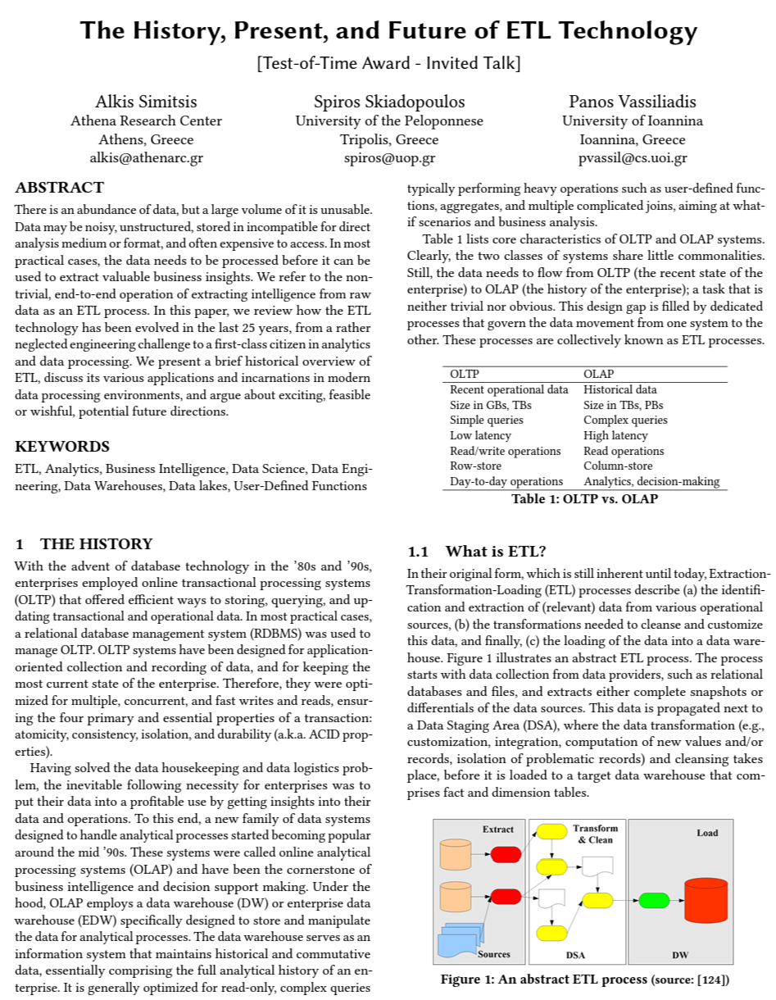 The History, Present, and Future of ETL Technology
[Test-of-Time Award - Invited Talk]
Alkis Simitsis
Athena Research Center
Athens, Greece
alkis@athenarc.gr
Spiros Skiadopoulos
University of the Peloponnese
Tripolis, Greece
spiros@uop.gr
Panos Vassiliadis
University of Ioannina
Ioannina, Greece
pvassil@cs.uoi.gr
ABSTRACT
There is an abundance of data, but a large volume of it is unusable.
Data may be noisy, unstructured, stored in incompatible for direct
analysis medium or format, and often expensive to access. In most
practical cases, the data needs to be processed before it can be
used to extract valuable business insights. We refer to the non-
trivial, end-to-end operation of extracting intelligence from raw
data as an ETL process. In this paper, we review how the ETL
technology has been evolved in the last 25 years, from a rather
neglected engineering challenge to a first-class citizen in analytics
and data processing. We present a brief historical overview of
ETL, discuss its various applications and incarnations in modern
data processing environments, and argue about exciting, feasible
or wishful, potential future directions.
KEYWORDS
ETL, Analytics, Business Intelligence, Data Science, Data Engi-
neering, Data Warehouses, Data lakes, User-Defined Functions
1 THE HISTORY
With the advent of database technology in the '80s and '90s,
enterprises employed online transactional processing systems
(OLTP) that offered efficient ways to storing, querying, and up-
dating transactional and operational data. In most practical cases,
a relational database management system (RDBMS) was used to
manage OLTP. OLTP systems have been designed for application-
oriented collection and recording of data, and for keeping the
most current state of the enterprise. Therefore, they were opti-
mized for multiple, concurrent, and fast writes and reads, ensur-
ing the four primary and essential properties of a transaction:
atomicity, consistency, isolation, and durability (a.k.a. ACID prop-
erties).
Having solved the data housekeeping and data logistics prob-
lem, the inevitable following necessity for enterprises was to
put their data into a profitable use by getting insights into their
data and operations. To this end, a new family of data systems
designed to handle analytical processes started becoming popular
around the mid '90s. These systems were called online analytical
processing systems (OLAP) and have been the cornerstone of
business intelligence and decision support making. Under the
hood, OLAP employs a data warehouse (DW) or enterprise data
warehouse (EDW) specifically designed to store and manipulate
the data for analytical processes. The data warehouse serves as an
information system that maintains historical and commutative
data, essentially comprising the full analytical history of an en-
terprise. It is generally optimized for read-only, complex queries
typically performing heavy operations such as user-defined func-
tions, aggregates, and multiple complicated joins, aiming at what-
if scenarios and business analysis.
Table 1 lists core characteristics of OLTP and OLAP systems.
Clearly, the two classes of systems share little commonalities.
Still, the data needs to flow from OLTP (the recent state of the
enterprise) to OLAP (the history of the enterprise); a task that is
neither trivial nor obvious. This design gap is filled by dedicated
processes that govern the data movement from one system to the
other. These processes are collectively known as ETL processes.
OLTP OLAP
Recent operational data Historical data
Size in GBs, TBs Size in TBs, PBs
Simple queries Complex queries
Low latency High latency
Read/write operations Read operations
Row-store Column-store
Day-to-day operations Analytics, decision-making
Table 1: OLTP vs. OLAP
1.1 What is ETL?
In their original form, which is still inherent until today, Extraction-
Transformation-Loading (ETL) processes describe (a) the identifi-
cation and extraction of (relevant) data from various operational
sources, (b) the transformations needed to cleanse and customize
this data, and finally, (c) the loading of the data into a data ware-
house. Figure 1 illustrates an abstract ETL process. The process
starts with data collection from data providers, such as relational
databases and files, and extracts either complete snapshots or
differentials of the data sources. This data is propagated next to
a Data Staging Area (DSA), where the data transformation (e.g.,
customization, integration, computation of new values and/or
records, isolation of problematic records) and cleansing takes
place, before it is loaded to a target data warehouse that com-
prises fact and dimension tables.
Extract
Transform
& Clean
Load
Sources
DSA
DW
Figure 1: An abstract ETL process (source: [124])